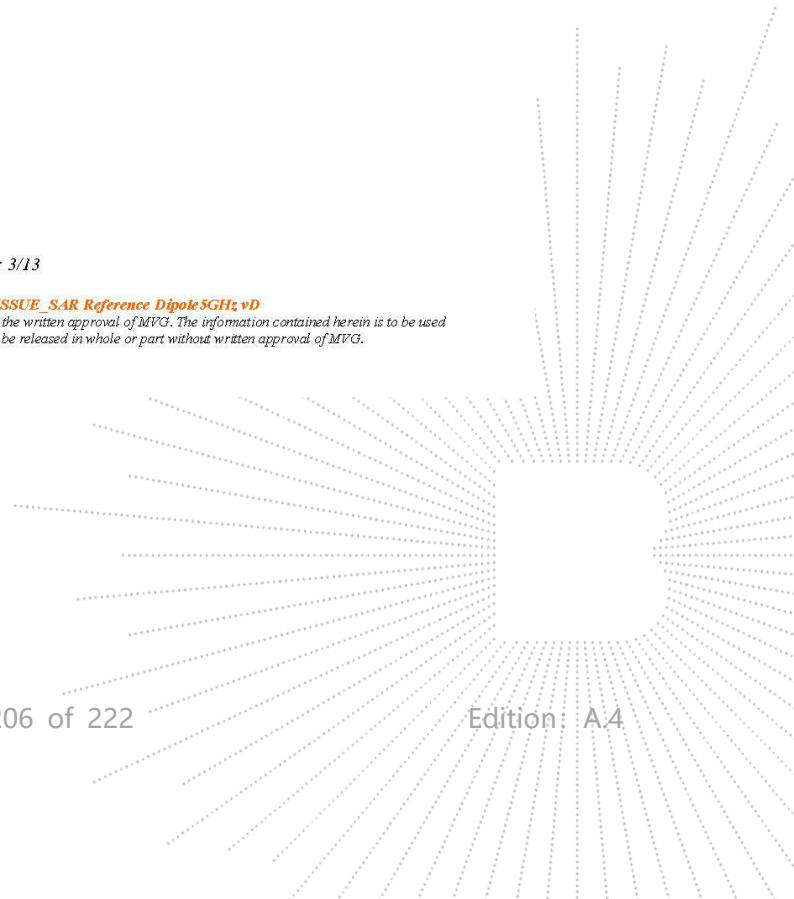 : 3/13
SSUE_SAR Reference Dipole5GHz vD
the written approval of MVG. The information contained herein is to be used
be released in whole or part without written approval of MVG.
206 of 222 Edition: A.4